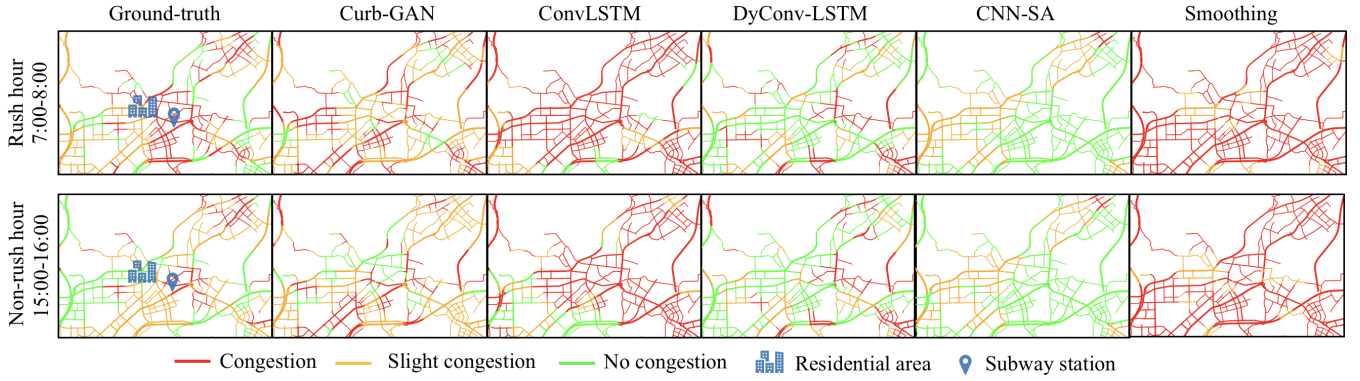 Ground-truth Curb-GAN ConvLSTM DyConv-LSTM CNN-SA Smoothing
Rush hour
7:00-8:00
Non-rush hour
15:00-16:00
Congestion Slight congestion No congestion Residential area Subway station